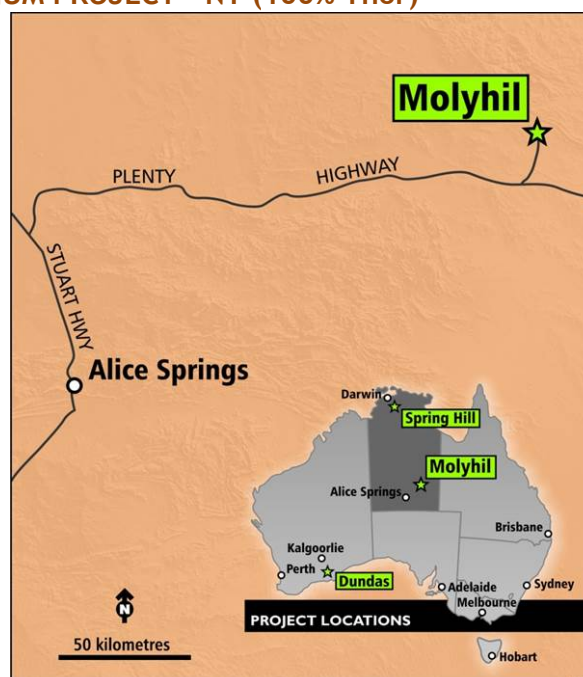 Molyhil
PLENTY
HIGHWAY
STUART HWY
Alice Springs
Darwin
Spring Hill
Molyhil
Alice Springs
Brisbane
Kalgoorlie
Perth
Dundas
Adelaide
Sydney
Melbourne
PROJECT LOCATIONS
Hobart
N
50 kilometres